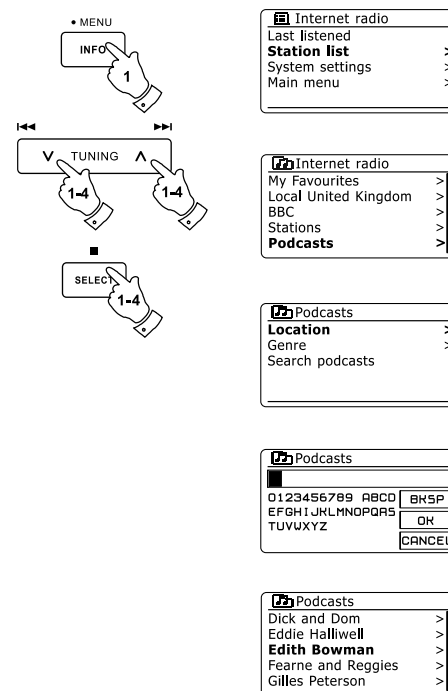 • MENU
INFO
1
TUNING
1-4
1-4
SELECT
1-4
Internet radio
Last listened
Station list >
System settings >
Main menu >
Internet radio
My Favourites >
Local United Kingdom >
BBC >
Stations >
Podcasts >
Podcasts
Location >
Genre >
Search podcasts
Podcasts
0123456789 ABCD BKSP
EFGHIJKLMNOPQRS OK
TUVWXYZ
CANCEL
Podcasts
Dick and Dom >
Eddie Halliwell >
Edith Bowman >
Fearne and Reggies >
Gilles Peterson >